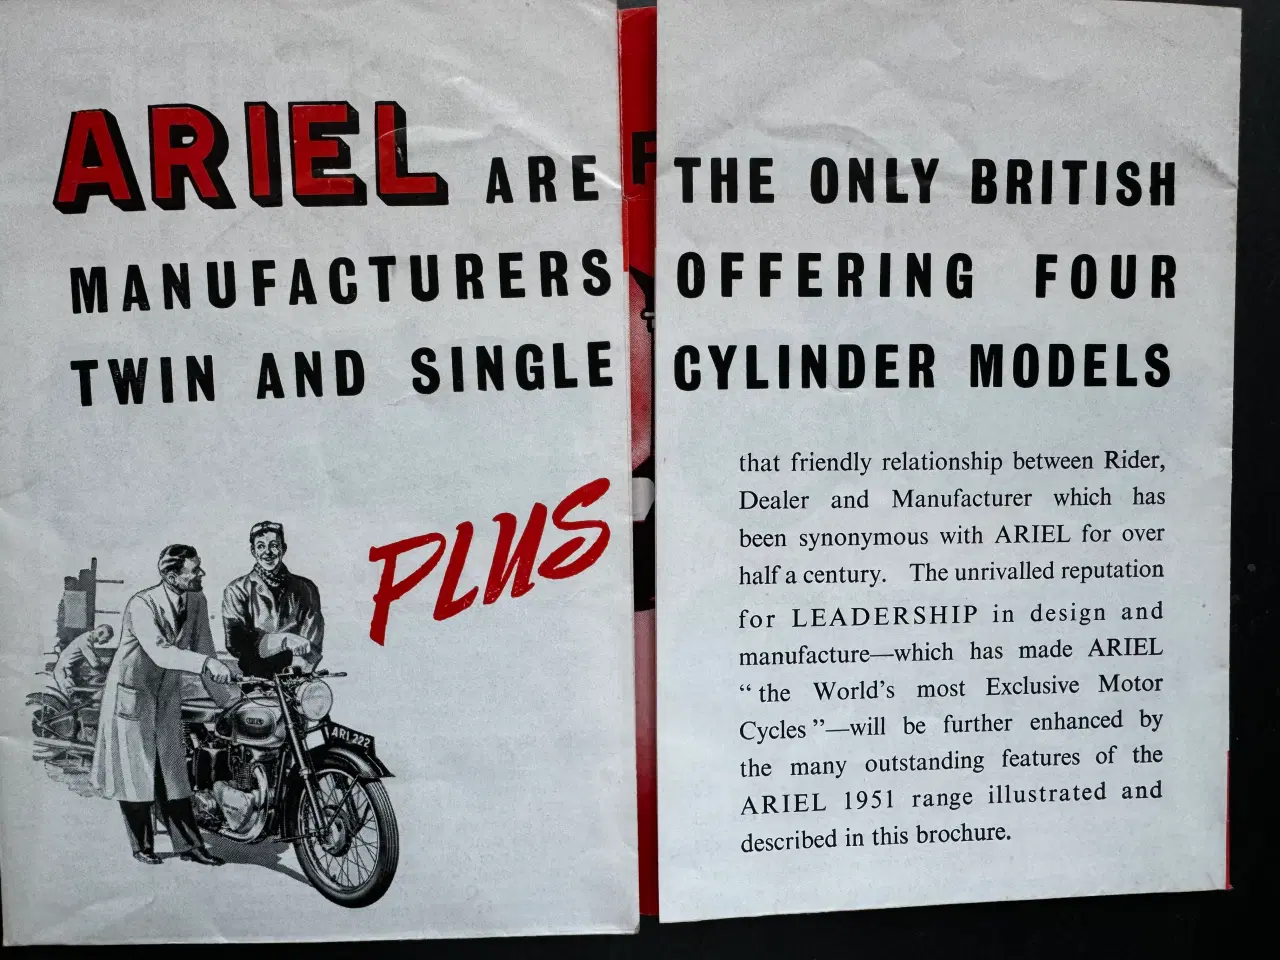 ARIEL ARE THE ONLY BRITISH
MANUFACTURERS OFFERING FOUR
TWIN AND SINGLE CYLINDER MODELS
PLUS
that friendly relationship between Rider,
Dealer and Manufacturer which has
been synonymous with ARIEL for over
half a century. The unrivalled reputation
for LEADERSHIP in design and
manufacture—which has made ARIEL
“ the World’s most Exclusive Motor
Cycles ”—will be further enhanced by
the many outstanding features of the
ARIEL 1951 range illustrated and
described in this brochure.
ARI 222